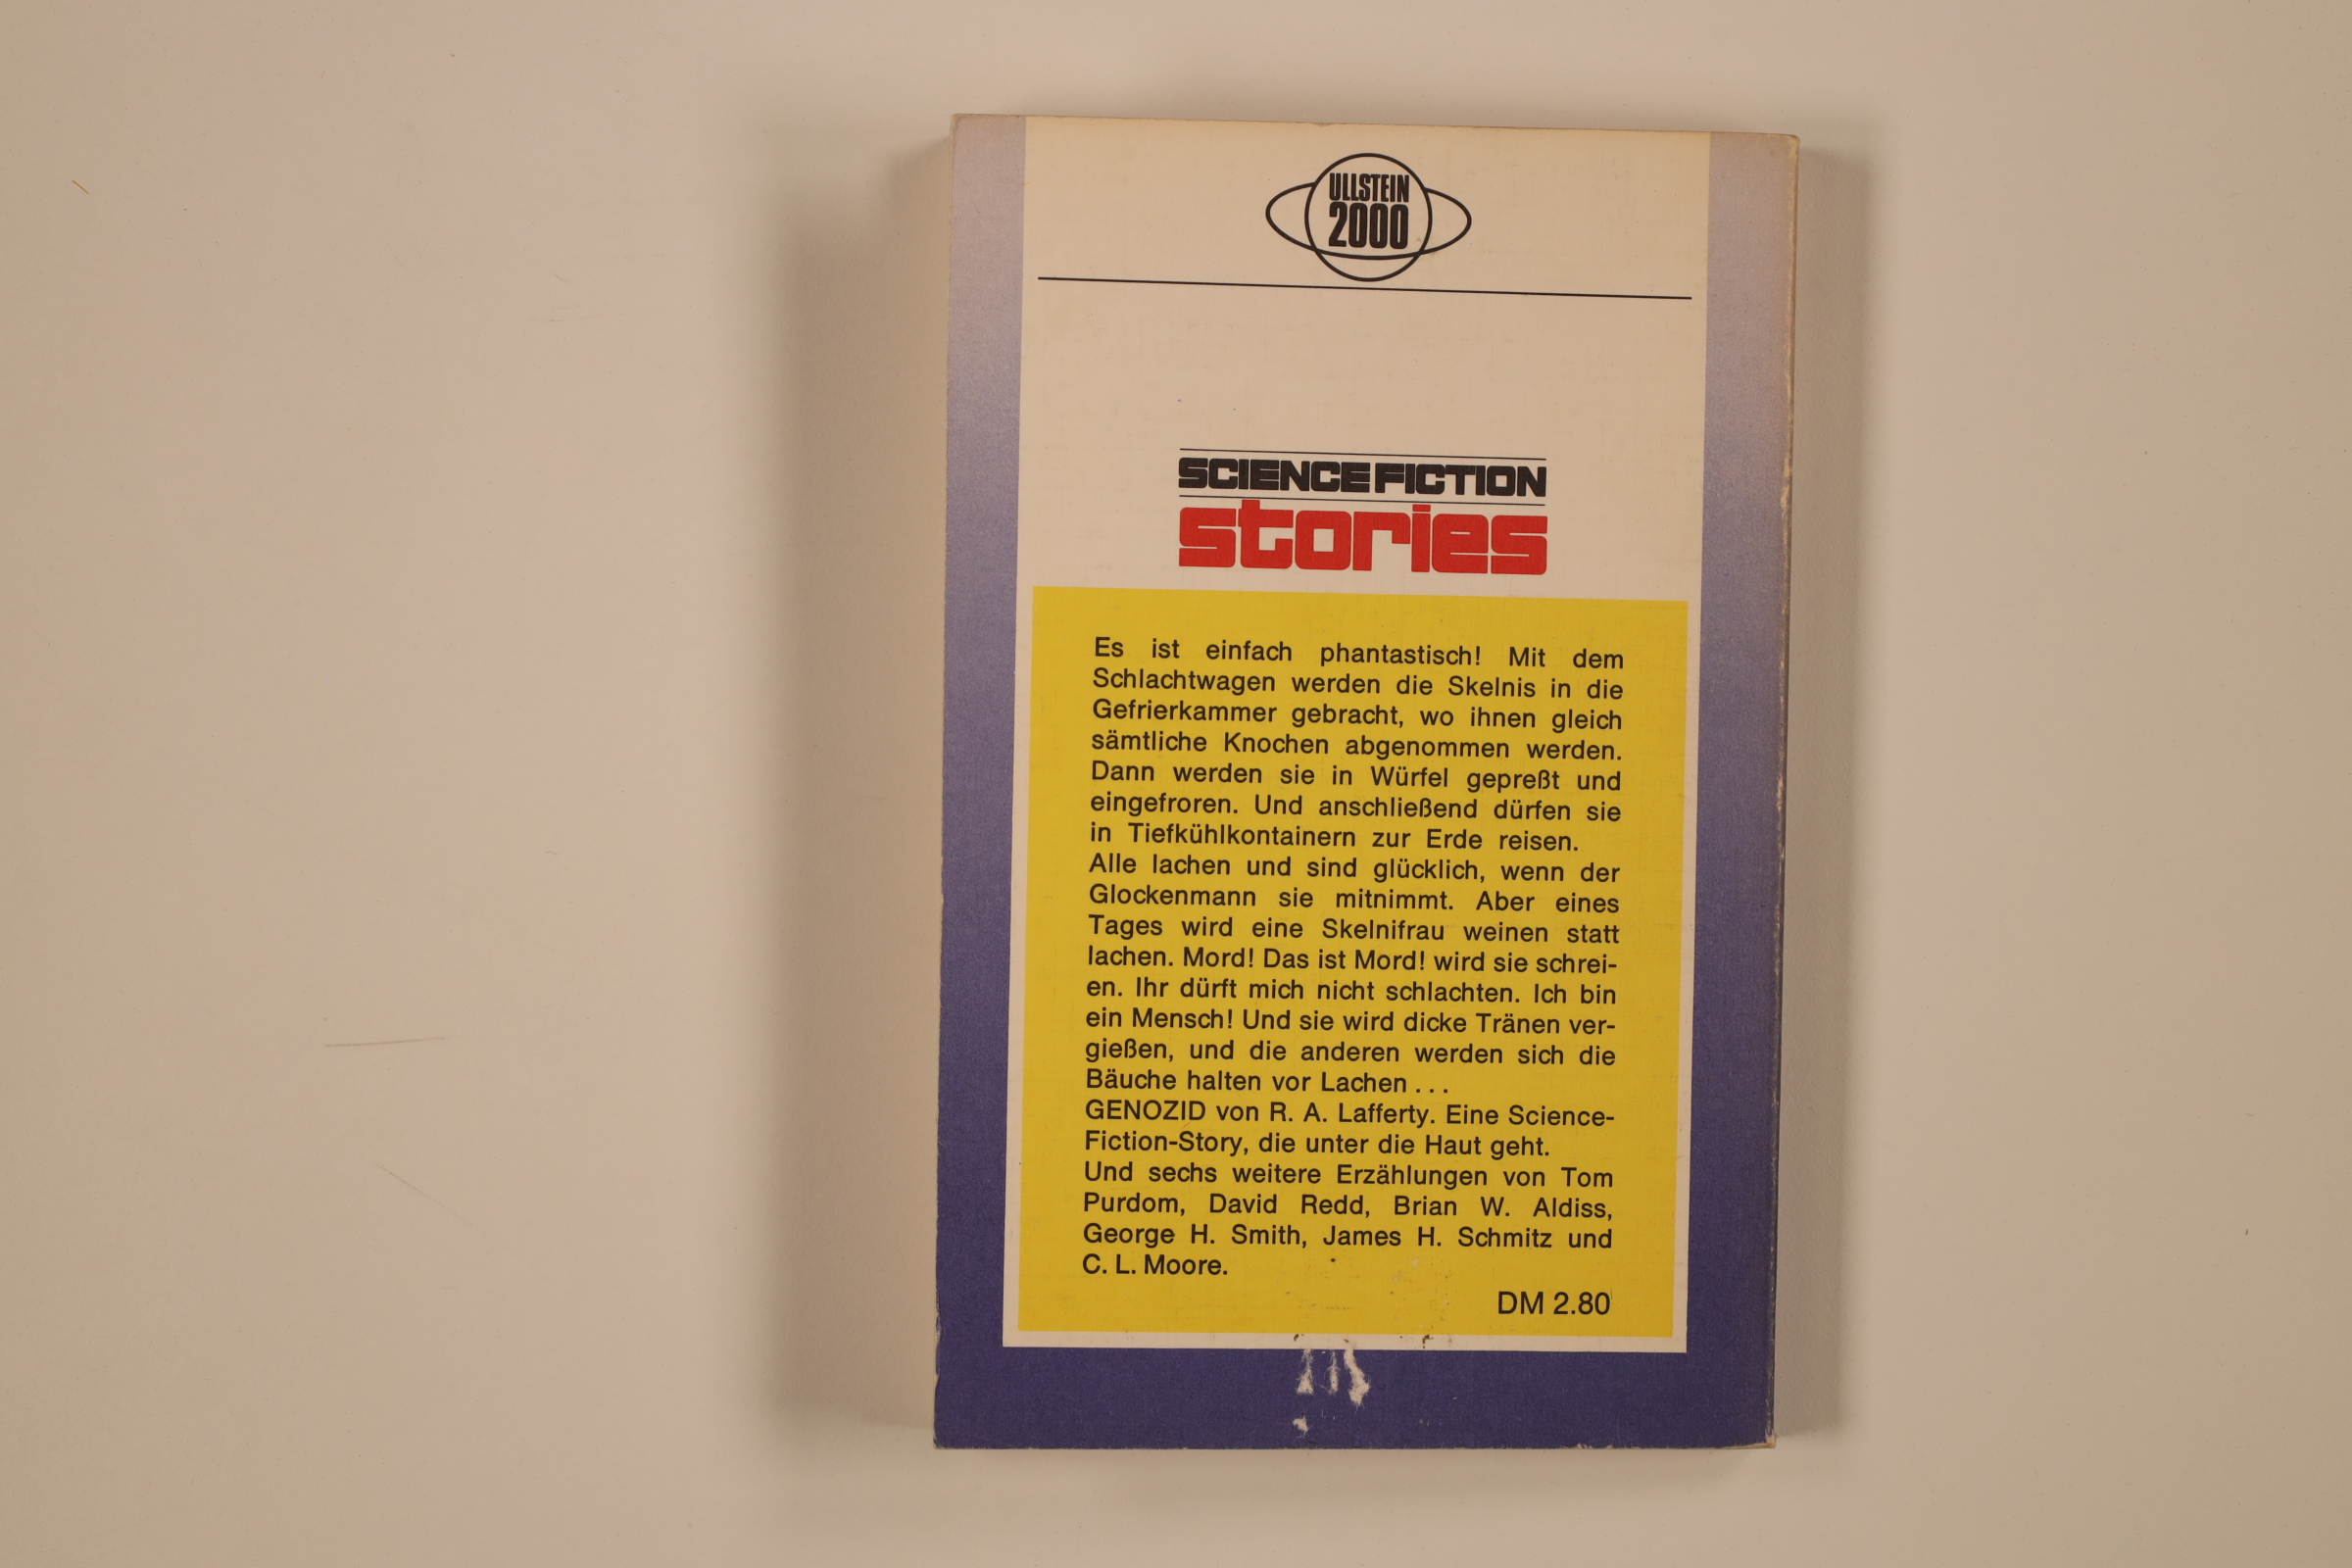 ULLSTEIN
2000
SCIENCE FICTION
stories
Es ist einfach phantastisch! Mit dem
Schlachtwagen werden die Skelnis in die
Gefrierkammer gebracht, wo ihnen gleich
sämtliche Knochen abgenommen werden.
Dann werden sie in Würfel gepreßt und
eingefroren. Und anschließend dürfen sie
in Tiefkühlkontainern zur Erde reisen.
Alle lachen und sind glücklich, wenn der
Glockenmann sie mitnimmt. Aber eines
Tages wird eine Skelnifrau weinen statt
lachen. Mord! Das ist Mord! wird sie schrei-
en. Ihr dürft mich nicht schlachten. Ich bin
ein Mensch! Und sie wird dicke Tränen ver-
gießen, und die anderen werden sich die
Bäuche halten vor Lachen ...
GENOZID von R. A. Lafferty. Eine Science-
Fiction-Story, die unter die Haut geht.
Und sechs weitere Erzählungen von Tom
Purdom, David Redd, Brian W. Aldiss,
George H. Smith, James H. Schmitz und
C. L. Moore.
DM 2.80